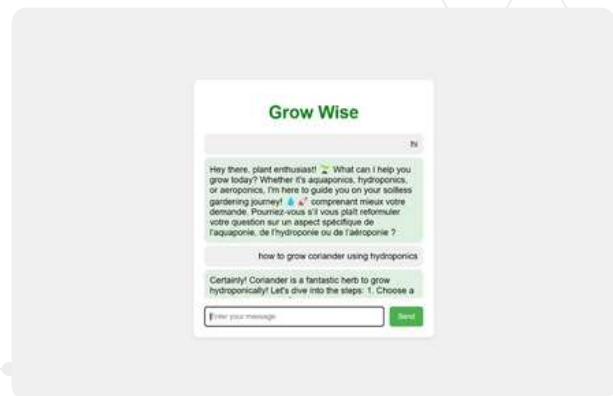 Grow Wise
hi
Hey there, plant enthusiast! 🌱 What can I help you
grow today? Whether it's aquaponics, hydroponics,
or aeroponics, I'm here to guide you on your soilless
gardening journey! 💧🚀 comprenant mieux votre
demande. Pourriez-vous s'il vous plaît reformuler
votre question sur un aspect spécifique de
l'aquaponie, de l'hydroponie ou de l'aéroponie ?
how to grow coriander using hydroponics
Certainly! Coriander is a fantastic herb to grow
hydroponically! Let's dive into the steps: 1. Choose a
Enter your message
Send